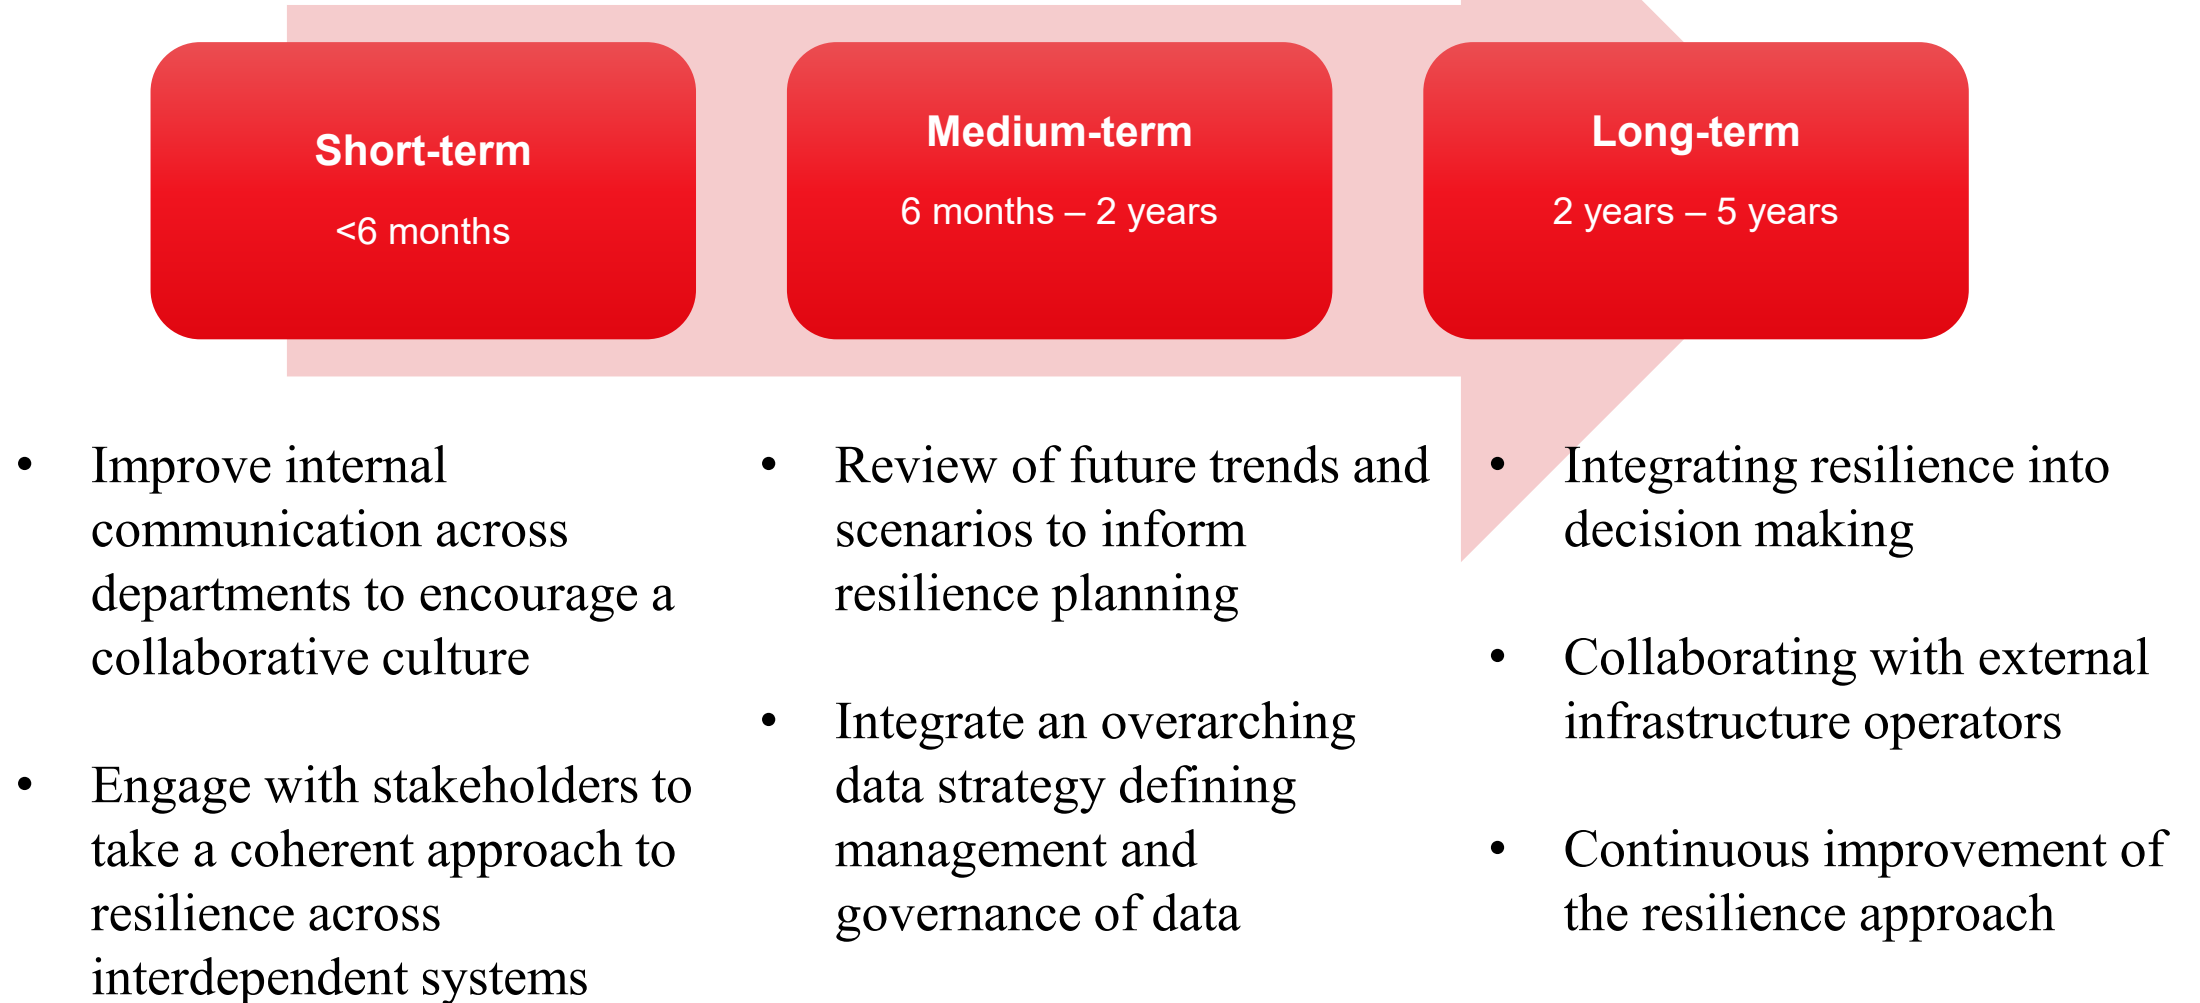 Short-term
<6 months
Medium-term
6 months – 2 years
Long-term
2 years – 5 years
• Improve internal
communication across
departments to encourage a
collaborative culture
• Engage with stakeholders to
take a coherent approach to
resilience across
interdependent systems
• Review of future trends and
scenarios to inform
resilience planning
• Integrate an overarching
data strategy defining
management and
governance of data
• Integrating resilience into
decision making
• Collaborating with external
infrastructure operators
• Continuous improvement of
the resilience approach